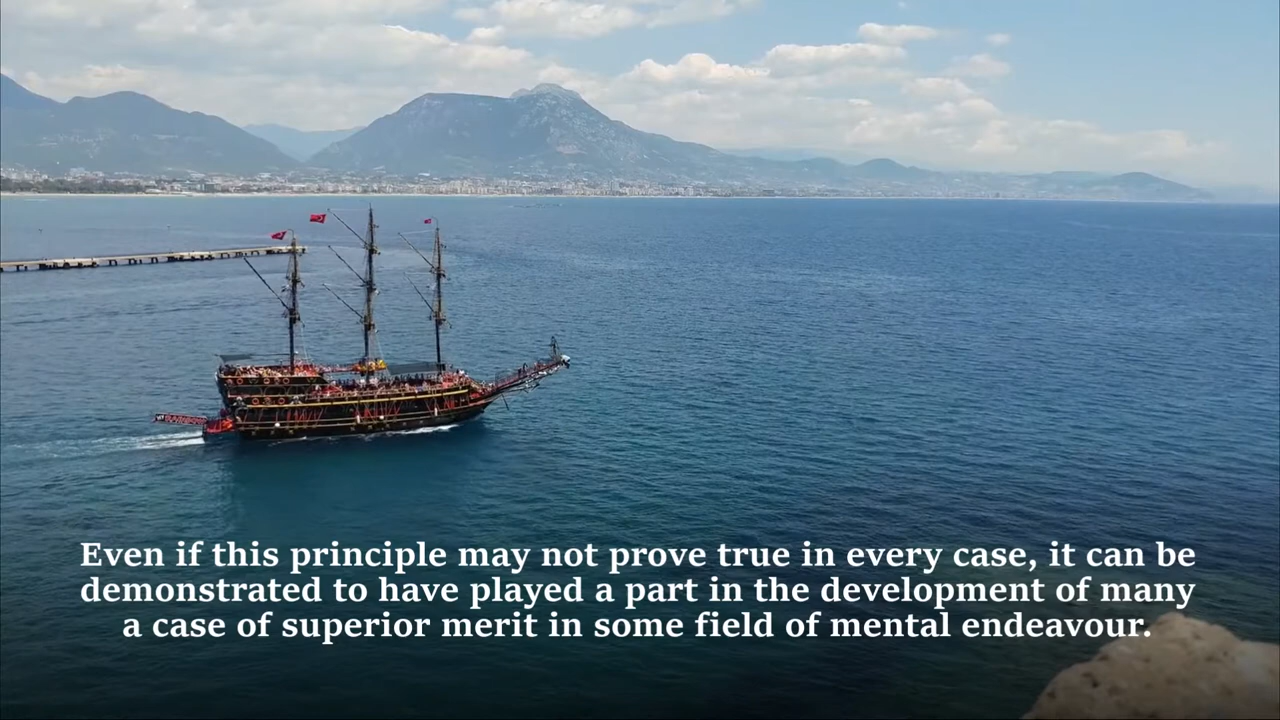 Even if this principle may not prove true in every case, it can be
demonstrated to have played a part in the development of many
a case of superior merit in some field of mental endeavour.